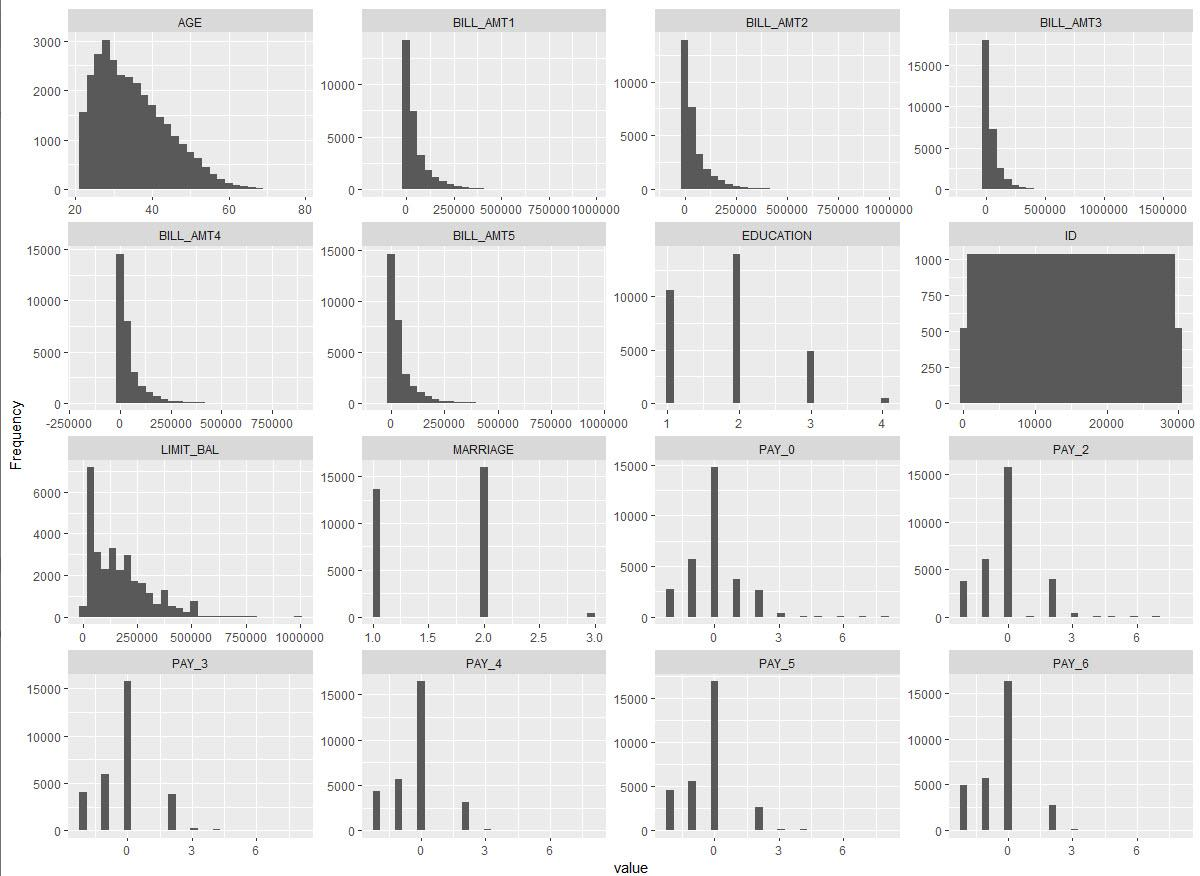 AGE
BILL_AMT1
BILL_AMT2
BILL_AMT3
3000
2000
1000
0
10000
5000
0
10000
5000
0
15000
10000
5000
0
20 40 60 80
0 250000 500000 750000 1000000
0 250000 500000 750000 1000000
0 500000 1000000 1500000
BILL_AMT4
BILL_AMT5
EDUCATION
ID
15000
10000
5000
0
15000
10000
5000
0
10000
5000
0
1000
750
500
250
0
-250000 0 250000 500000 750000
0 250000 500000 750000 1000000
1 2 3 4
0 10000 20000 30000
Frequency
LIMIT_BAL
MARRIAGE
PAY_0
PAY_2
6000
4000
2000
0
15000
10000
5000
0
15000
10000
5000
0
15000
10000
5000
0
0 250000 500000 750000 1000000
1.0 1.5 2.0 2.5 3.0
0 3 6
0 3 6
PAY_3
PAY_4
PAY_5
PAY_6
15000
10000
5000
0
15000
10000
5000
0
15000
10000
5000
0
15000
10000
5000
0
0 3 6
0 3 6
0 3 6
0 3 6
value